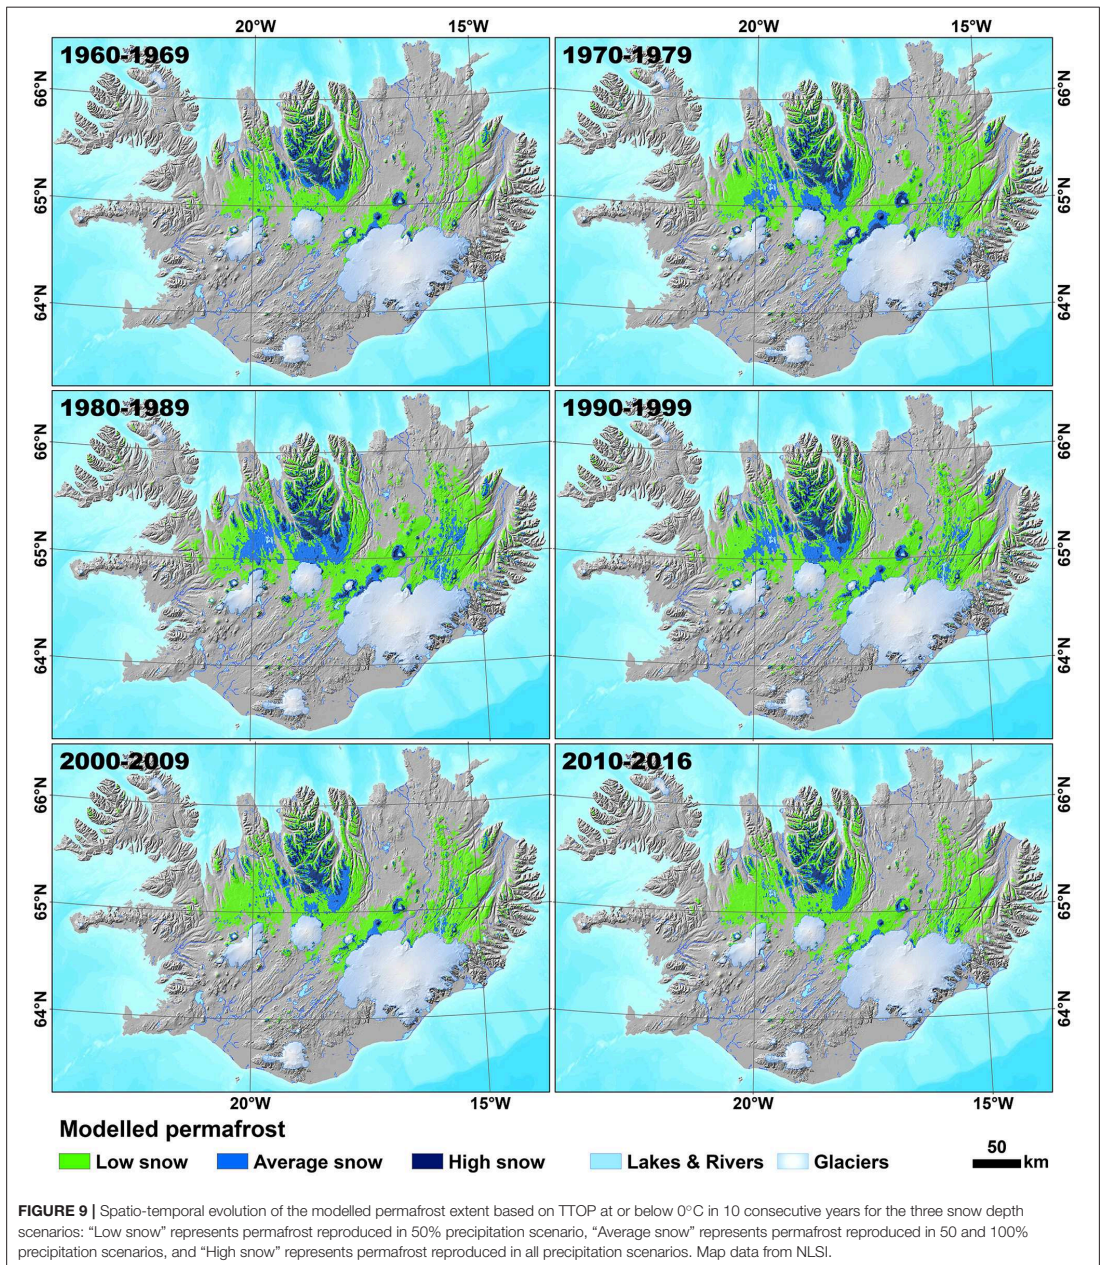 20°W 15°W 20°W 15°W
1960-1969 1970-1979
66°N 66°N
65°N 65°N
64°N 64°N
1980-1989 1990-1999
66°N 66°N
65°N 65°N
64°N 64°N
2000-2009 2010-2016
66°N 66°N
65°N 65°N
64°N 64°N
20°W 15°W 20°W 15°W
Modelled permafrost
Low snow Average snow High snow Lakes & Rivers Glaciers 50 km
FIGURE 9 | Spatio-temporal evolution of the modelled permafrost extent based on TTOP at or below 0°C in 10 consecutive years for the three snow depth
scenarios: “Low snow” represents permafrost reproduced in 50% precipitation scenario, “Average snow” represents permafrost reproduced in 50 and 100%
precipitation scenarios, and “High snow” represents permafrost reproduced in all precipitation scenarios. Map data from NLSI.